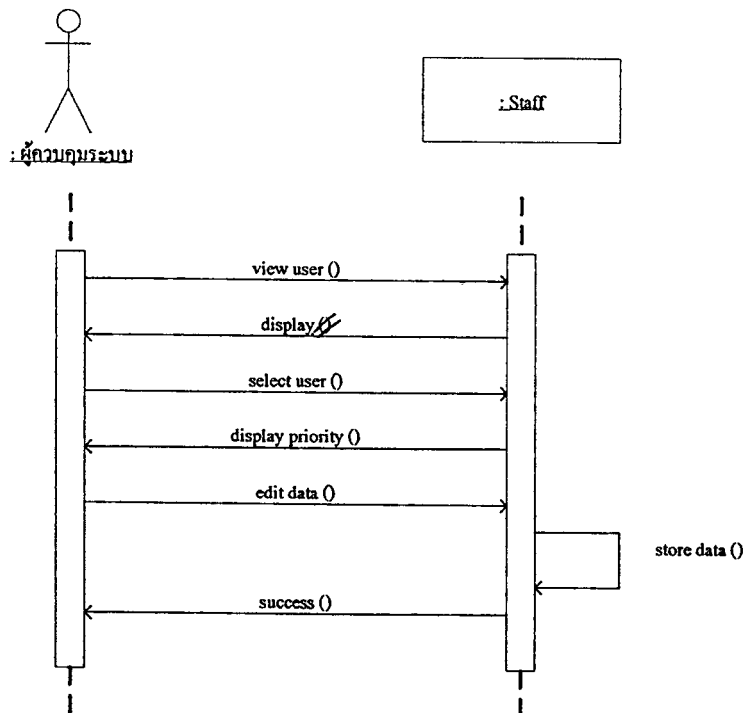 : Staff
: ผู้ควบคุมระบบ
view user ()
display ()
select user ()
display priority ()
edit data ()
store data ()
success ()